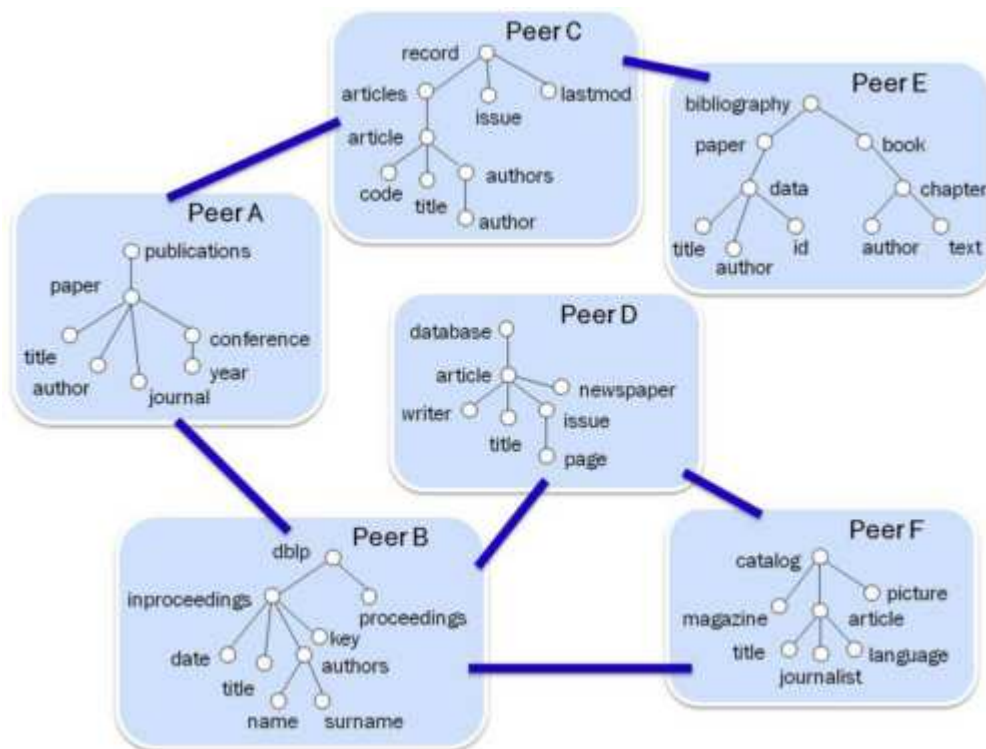 Peer C
record
articles
lastmod
issue
article
code
title
authors
author
Peer E
bibliography
paper
book
data
chapter
title
author
id
author
text
Peer A
publications
paper
title
author
journal
conference
year
Peer D
database
article
newspaper
writer
title
issue
page
Peer B
dblp
inproceedings
proceedings
key
date
title
authors
name
surname
Peer F
catalog
picture
magazine
article
title
journalist
language